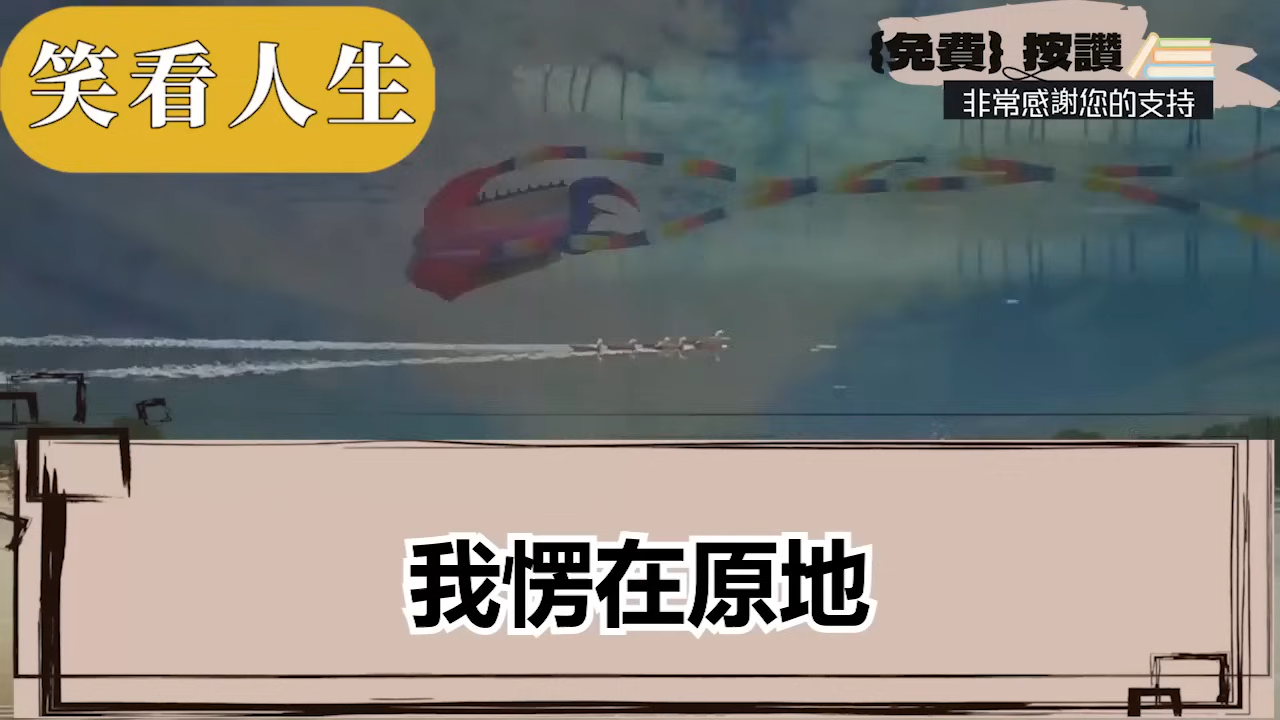 笑看人生
{免費} 按讚
非常感謝您的支持
我愣在原地